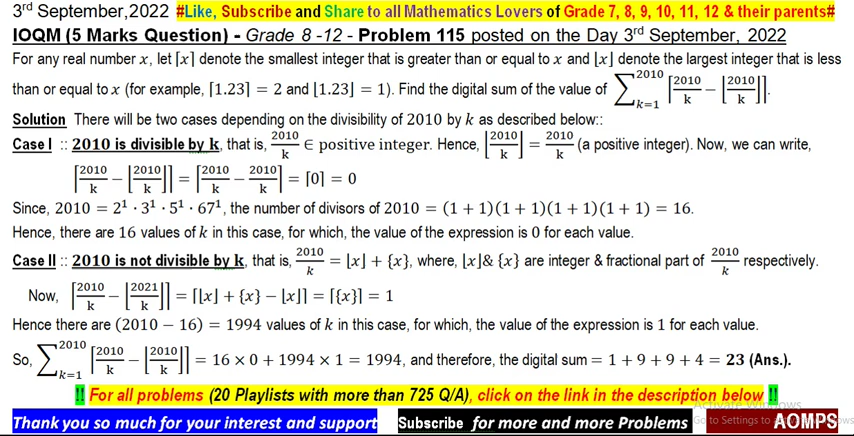 3rd September,2022 #Like, Subscribe and Share to all Mathematics Lovers of Grade 7, 8, 9, 10, 11, 12 & their parents#
IOQM (5 Marks Question) - Grade 8 -12 - Problem 115 posted on the Day 3rd September, 2022
For any real number x, let ⌈x⌉ denote the smallest integer that is greater than or equal to x and ⌊x⌋ denote the largest integer that is less
than or equal to x (for example, ⌈1.23⌉ = 2 and ⌊1.23⌋ = 1). Find the digital sum of the value of ∑_{k=1}^{2010} ⌈2010/k − ⌊2010/k⌋⌉.
Solution There will be two cases depending on the divisibility of 2010 by k as described below::
Case I :: 2010 is divisible by k, that is, 2010/k ∈ positive integer. Hence, ⌊2010/k⌋ = 2010/k (a positive integer). Now, we can write,
⌈2010/k − ⌊2010/k⌋⌉ = ⌈2010/k − 2010/k⌉ = ⌈0⌉ = 0
Since, 2010 = 2¹ · 3¹ · 5¹ · 67¹, the number of divisors of 2010 = (1 + 1)(1 + 1)(1 + 1)(1 + 1) = 16.
Hence, there are 16 values of k in this case, for which, the value of the expression is 0 for each value.
Case II :: 2010 is not divisible by k, that is, 2010/k = ⌊x⌋ + {x}, where, ⌊x⌋& {x} are integer & fractional part of 2010/k respectively.
Now, ⌈2010/k − ⌊2021/k⌋⌉ = ⌈⌊x⌋ + {x} − ⌊x⌋⌉ = ⌈{x}⌉ = 1
Hence there are (2010 − 16) = 1994 values of k in this case, for which, the value of the expression is 1 for each value.
So, ∑_{k=1}^{2010} ⌈2010/k − ⌊2010/k⌋⌉ = 16 × 0 + 1994 × 1 = 1994, and therefore, the digital sum = 1 + 9 + 9 + 4 = 23 (Ans.).
!! For all problems (20 Playlists with more than 725 Q/A), click on the link in the description below !!
Thank you so much for your interest and support Subscribe for more and more Problems Go to Settings to AOMPS